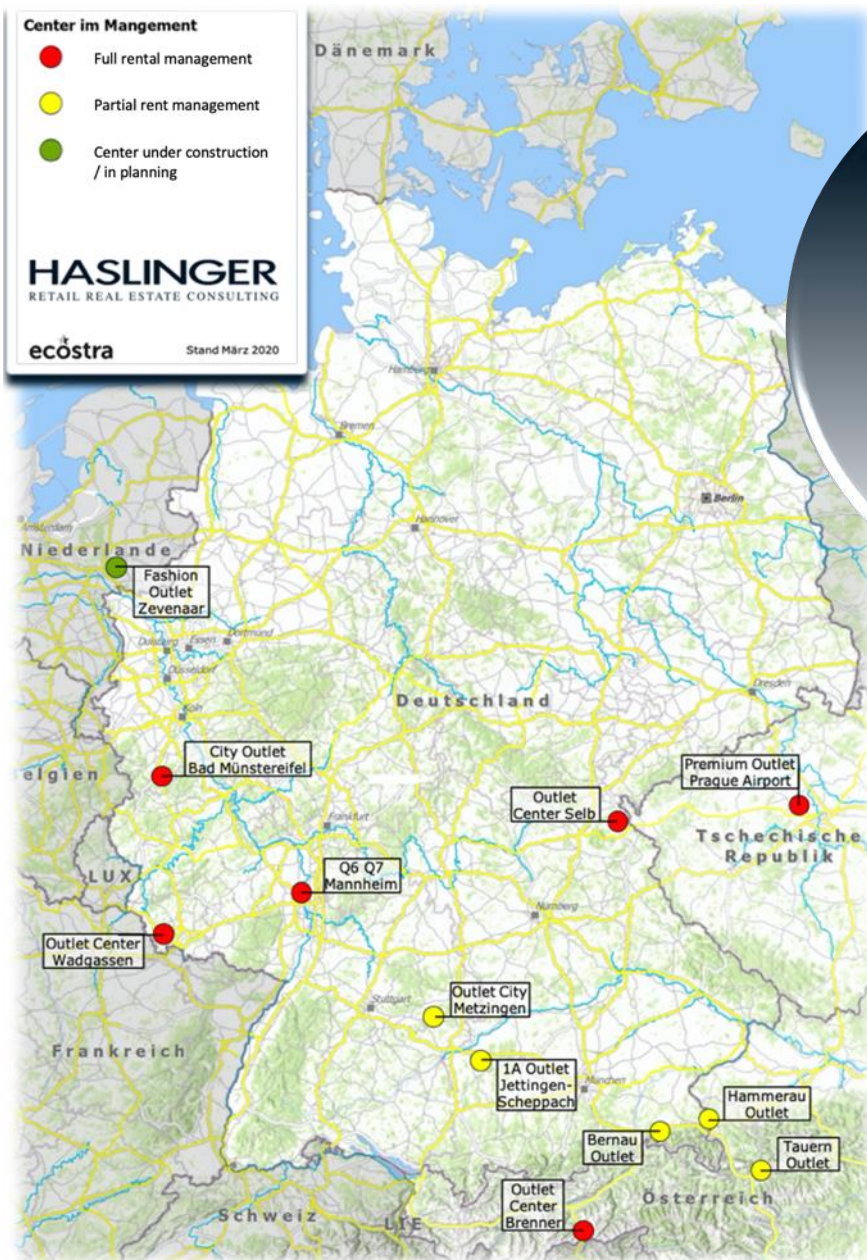 Center im Mangement
Full rental management
Partial rent management
Center under construction
/ in planning
HASLINGER
RETAIL REAL ESTATE CONSULTING
ecostra
Stand März 2020
Dänemark
Hamburg
Bremen
Berlin
Hannover
Amsterdam
Niederlande
Fashion
Outlet
Zevenaar
Duisburg
Essen
Dortmund
Düsseldorf
Köln
Deutschland
Dresden
Belgien
City Outlet
Bad Münstereifel
Premium Outlet
Prague Airport
Outlet
Center Selb
Frankfurt
Tschechische
Republik
LUX
Q6 Q7
Mannheim
Nürnberg
Outlet Center
Wadgassen
Outlet City
Metzingen
Stuttgart
Frankreich
1A Outlet
Jettingen-
Scheppach
München
Hammerau
Outlet
Bernau
Outlet
Tauern
Outlet
Outlet
Center
Brenner
Österreich
Schweiz
LIE